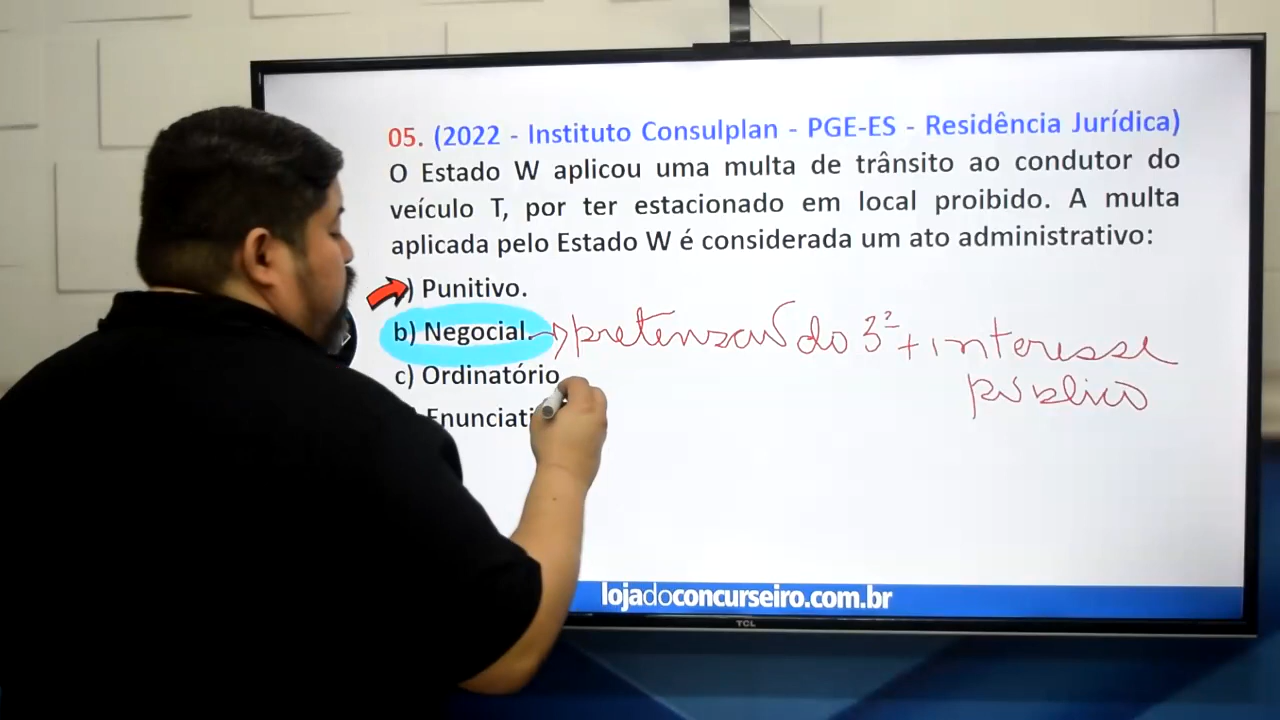 05. (2022 - Instituto Consulplan - PGE-ES - Residência Jurídica)
O Estado W aplicou uma multa de trânsito ao condutor do
veículo T, por ter estacionado em local proibido. A multa
aplicada pelo Estado W é considerada um ato administrativo:
) Punitivo.
b) Negocial. → pretensão do 3º + interesse
público
c) Ordinatório
Enunciati
lojadoconcurseiro.com.br
TCL